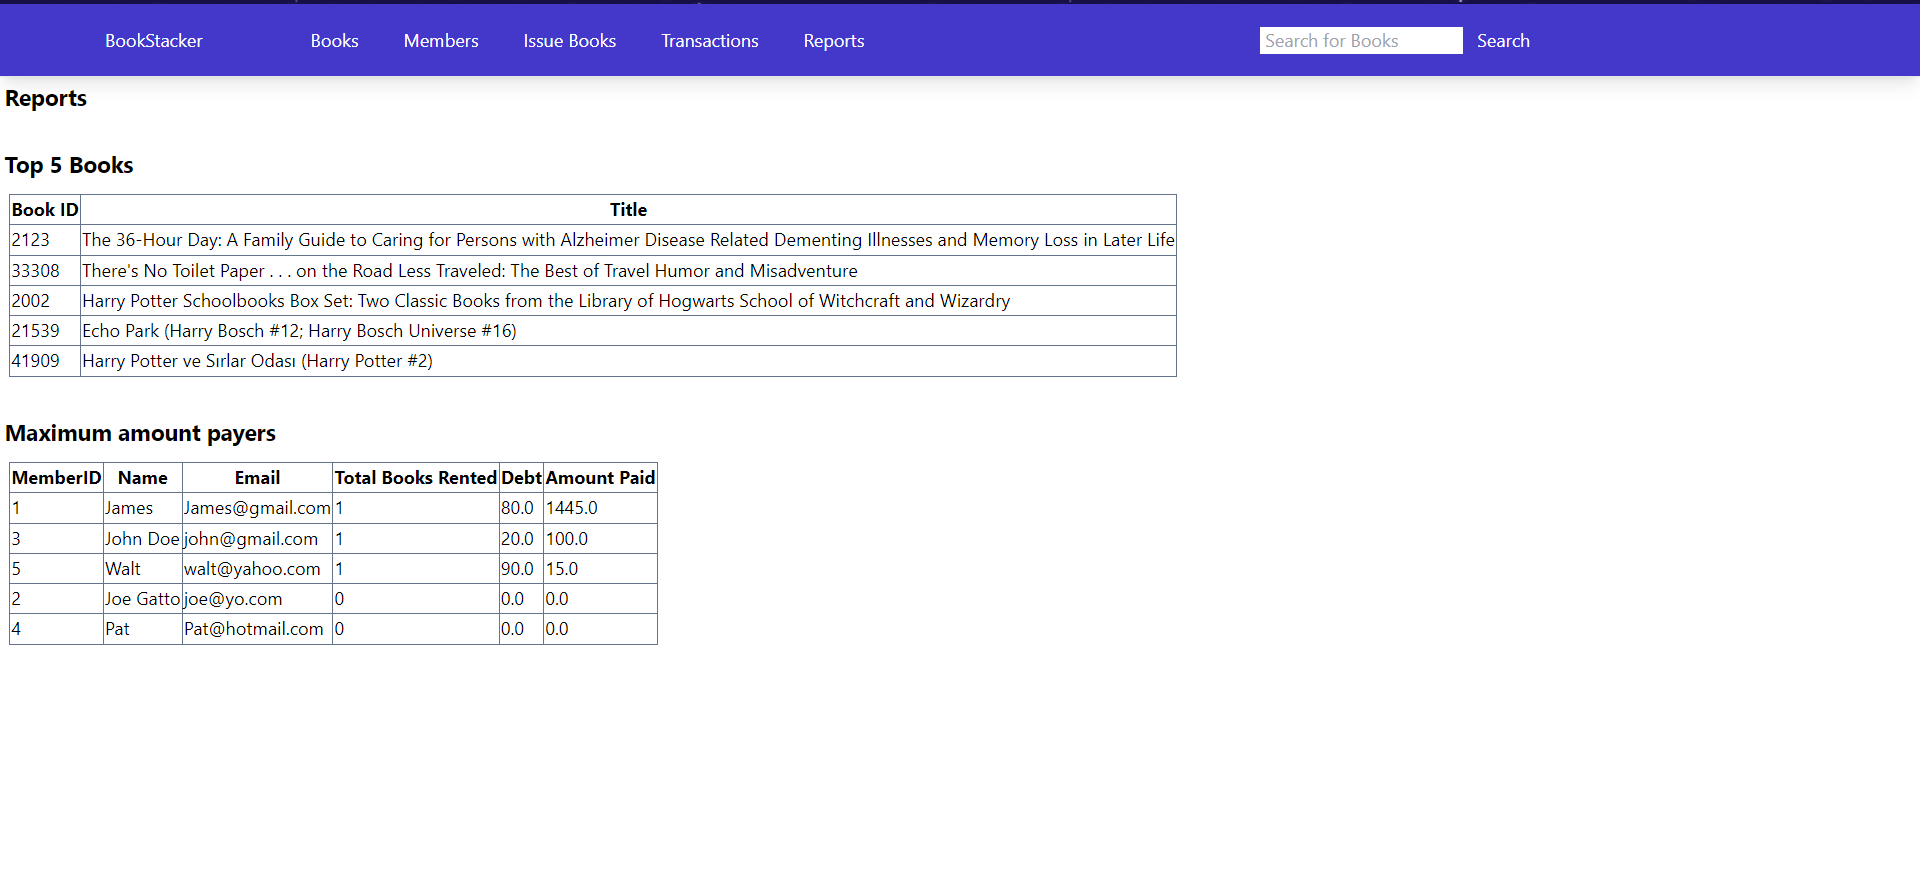 BookStacker Books Members Issue Books Transactions Reports Search for Books Search
Reports
Top 5 Books
Book ID Title
2123 The 36-Hour Day: A Family Guide to Caring for Persons with Alzheimer Disease Related Dementing Illnesses and Memory Loss in Later Life
33308 There's No Toilet Paper . . . on the Road Less Traveled: The Best of Travel Humor and Misadventure
2002 Harry Potter Schoolbooks Box Set: Two Classic Books from the Library of Hogwarts School of Witchcraft and Wizardry
21539 Echo Park (Harry Bosch #12; Harry Bosch Universe #16)
41909 Harry Potter ve Sırlar Odası (Harry Potter #2)
Maximum amount payers
MemberID Name Email Total Books Rented Debt Amount Paid
1 James James@gmail.com 1 80.0 1445.0
3 John Doe john@gmail.com 1 20.0 100.0
5 Walt walt@yahoo.com 1 90.0 15.0
2 Joe Gatto joe@yo.com 0 0.0 0.0
4 Pat Pat@hotmail.com 0 0.0 0.0